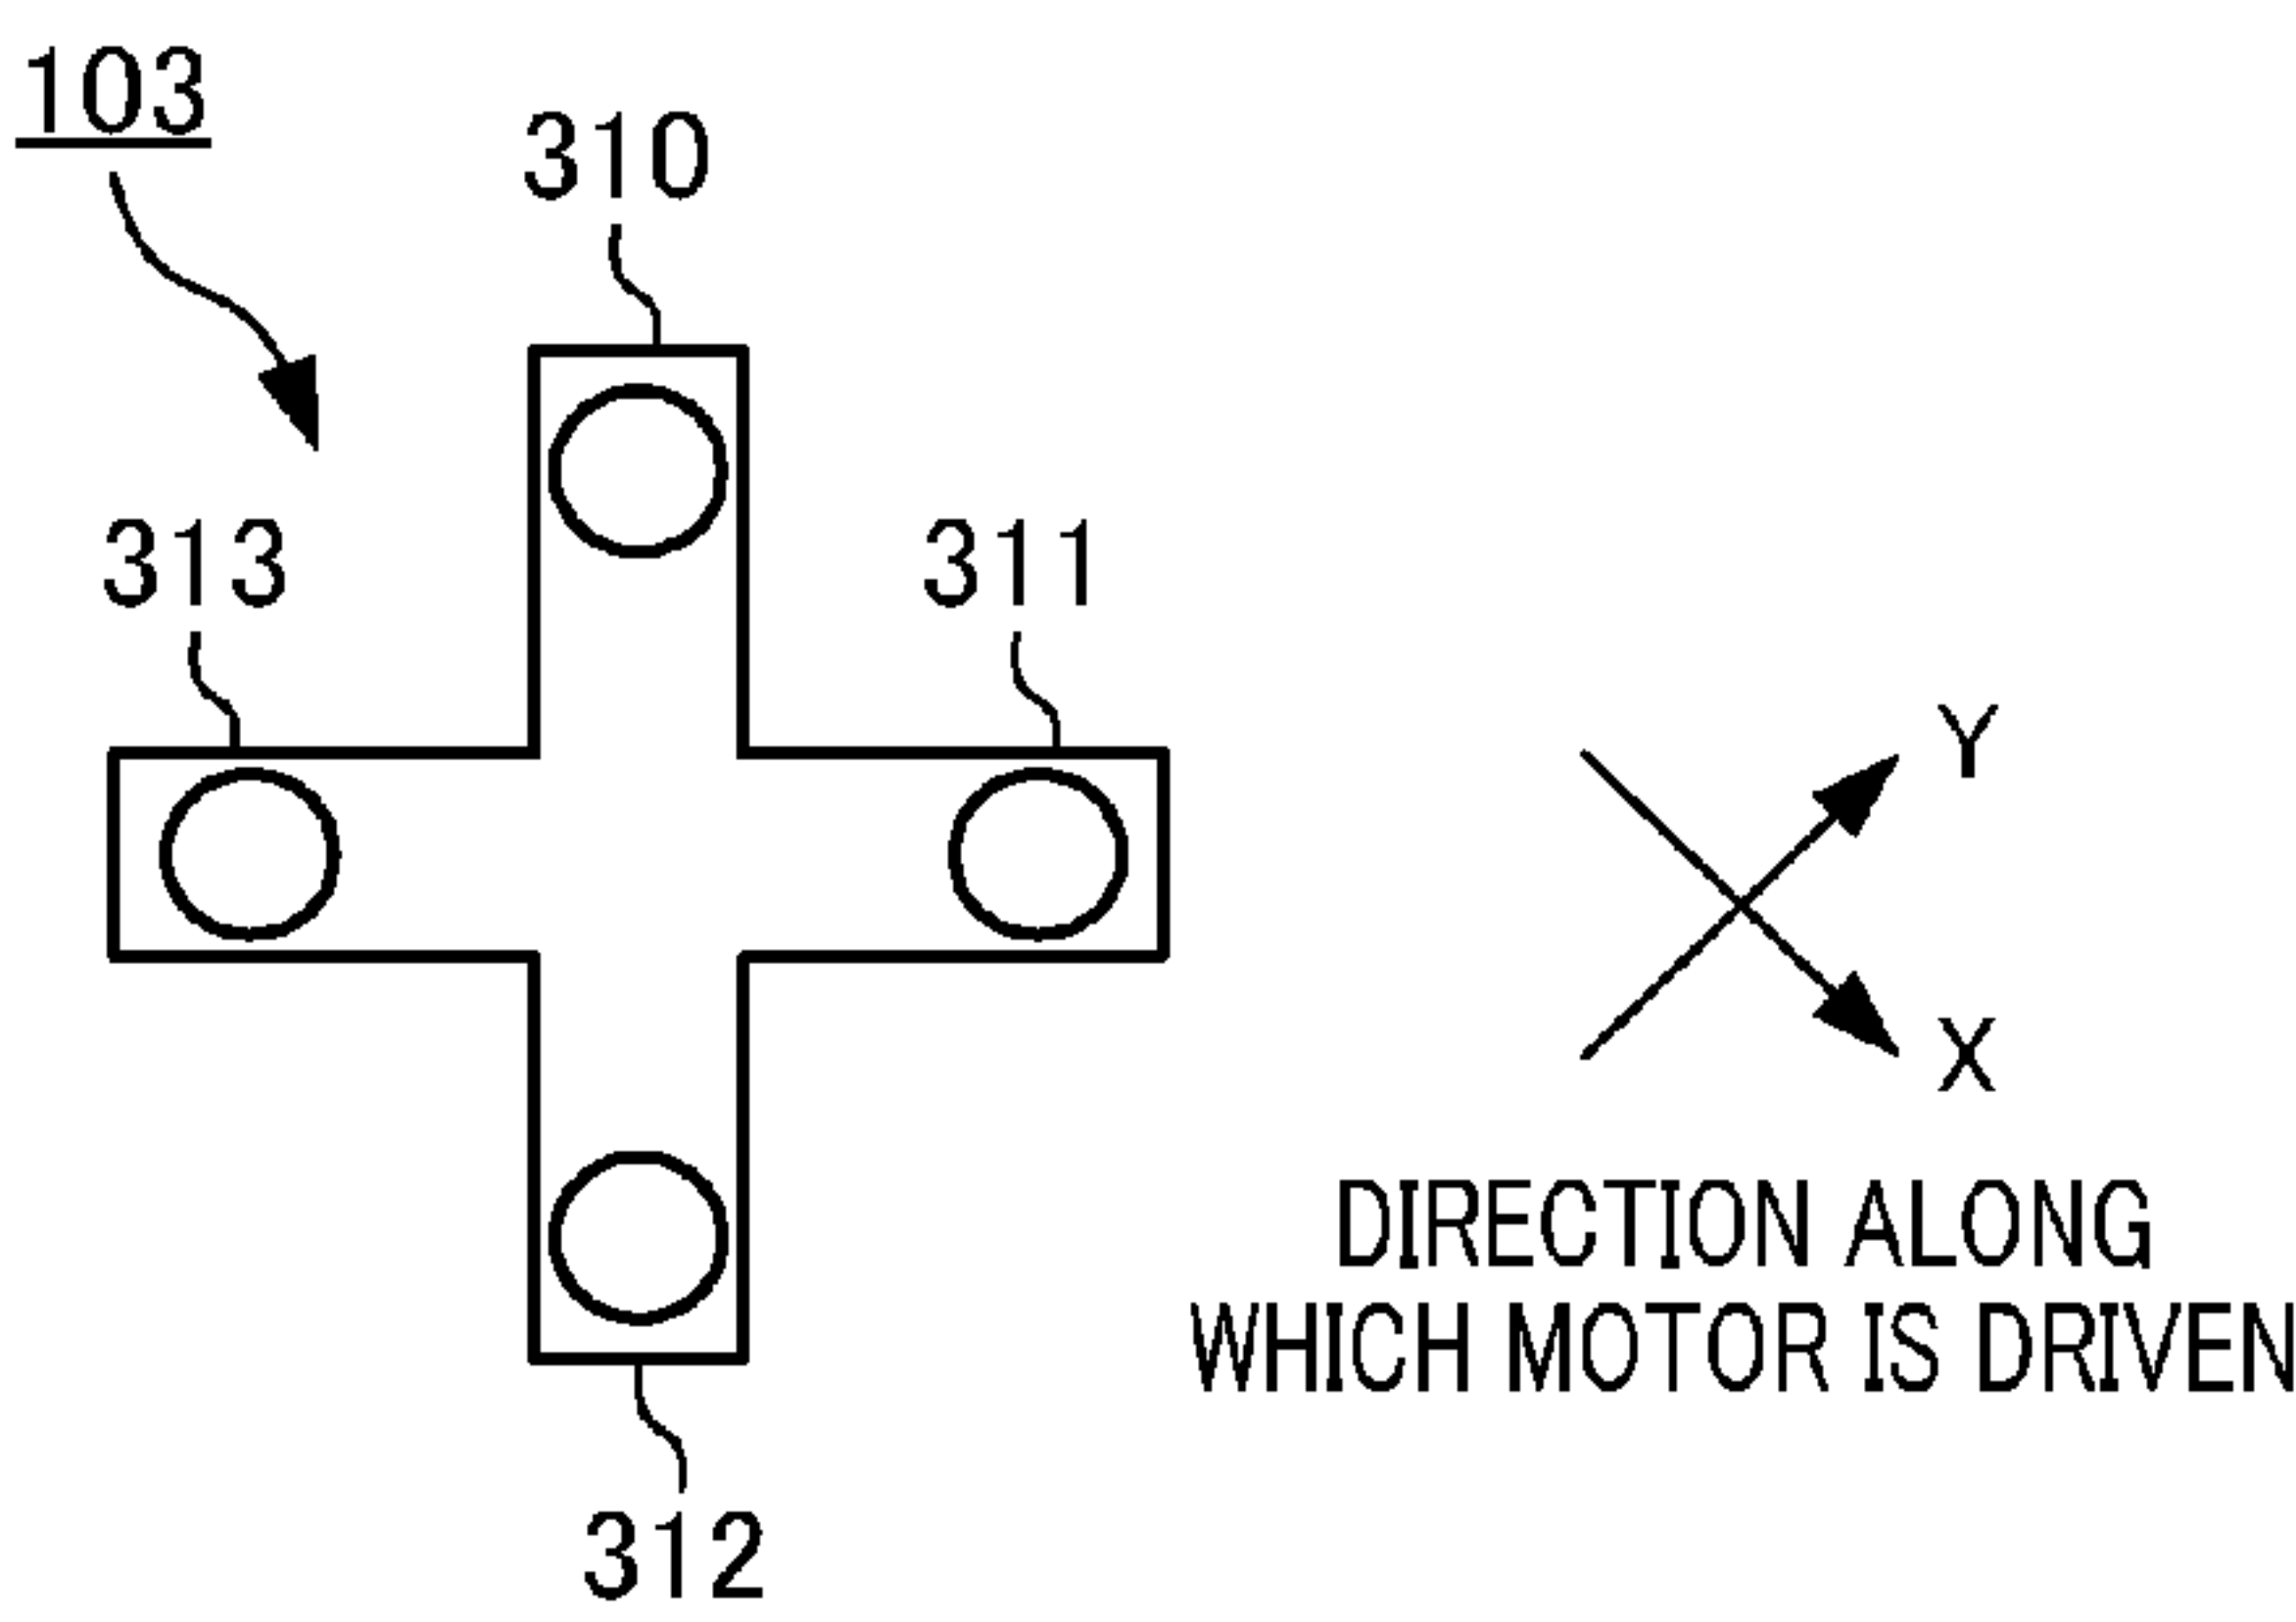 103
310
313
311
Y
X
DIRECTION ALONG
WHICH MOTOR IS DRIVEN
312